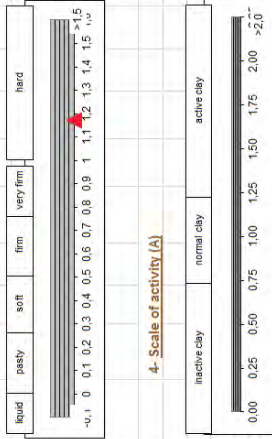 liquid pasty soft firm very firm hard
0 0,1 0,2 0,3 0,4 0,5 0,6 0,7 0,8 0,9 1 1,1 1,2 1,3 1,4 1,5 >1,5
4- Scale of activity (A)
inactive clay normal clay active clay
0,00 0,25 0,50 0,75 1,00 1,25 1,50 1,75 2,00 >2,0